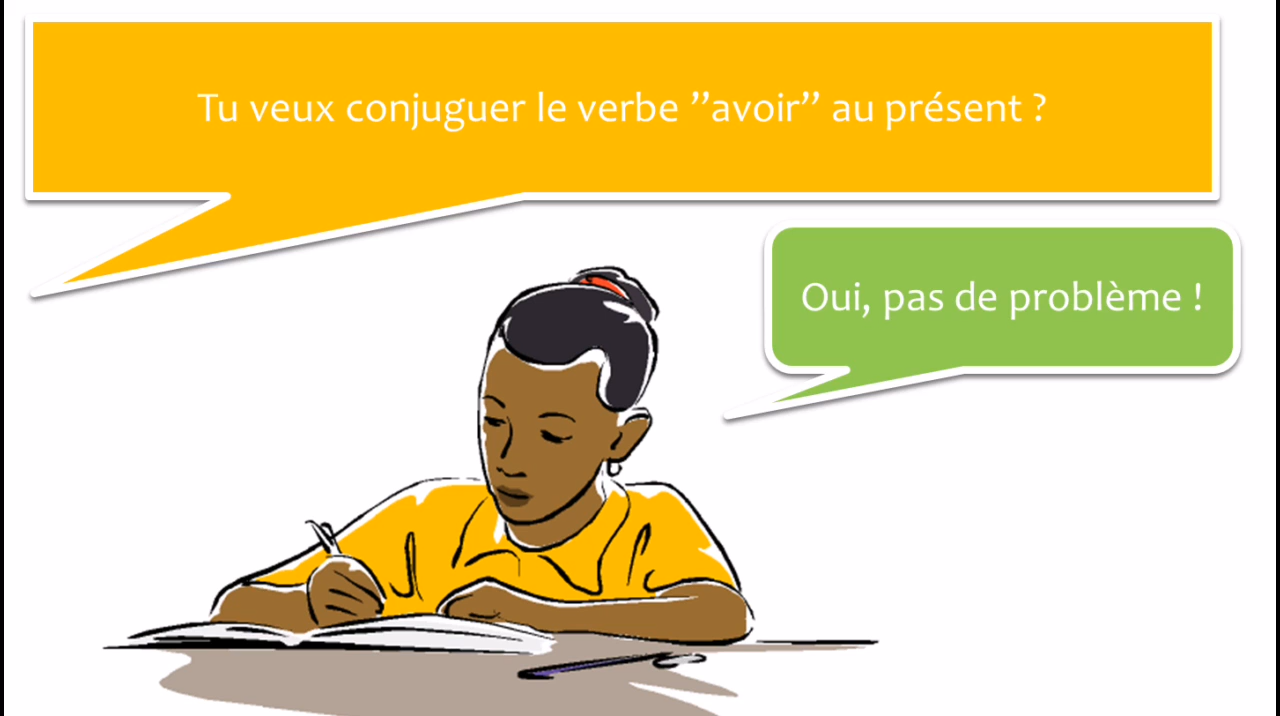 Tu veux conjuguer le verbe ”avoir” au présent ?
Oui, pas de problème !